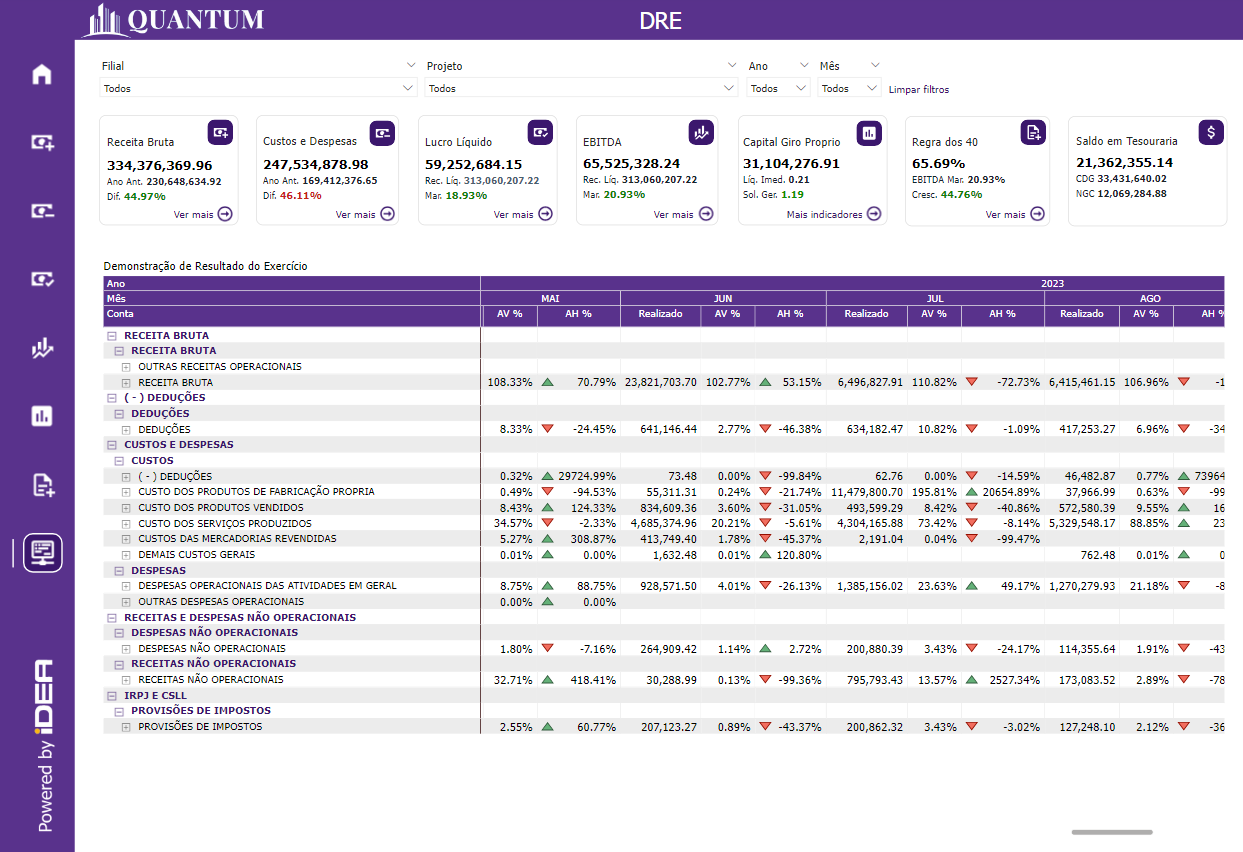 QUANTUM
DRE
Filial Projeto Ano Mês
Todos Todos Todos Todos Limpar filtros
Receita Bruta
334,376,369.96
Ano Ant. 230,648,634.92
Dif. 44.97%
Ver mais
Custos e Despesas
247,534,878.98
Ano Ant. 169,412,376.65
Dif. 46.11%
Ver mais
Lucro Líquido
59,252,684.15
Rec. Líq. 313,060,207.22
Mar. 18.93%
Ver mais
EBITDA
65,525,328.24
Rec. Líq. 313,060,207.22
Mar. 20.93%
Ver mais
Capital Giro Proprio
31,104,276.91
Líq. Imed. 0.21
Sol. Ger. 1.19
Mais indicadores
Regra dos 40
65.69%
EBITDA Mar. 20.93%
Cresc. 44.76%
Ver mais
Saldo em Tesouraria
21,362,355.14
CDG 33,431,640.02
NGC 12,069,284.88
Demonstração de Resultado do Exercício
Ano 2023
Mês MAI JUN JUL AGO
Conta AV % AH % Realizado AV % AH % Realizado AV % AH % Realizado AV % AH %
RECEITA BRUTA
RECEITA BRUTA
OUTRAS RECEITAS OPERACIONAIS
RECEITA BRUTA 108.33% 70.79% 23,821,703.70 102.77% 53.15% 6,496,827.91 110.82% -72.73% 6,415,461.15 106.96% -1
( - ) DEDUÇÕES
DEDUÇÕES
DEDUÇÕES 8.33% -24.45% 641,146.44 2.77% -46.38% 634,182.47 10.82% -1.09% 417,253.27 6.96% -34
CUSTOS E DESPESAS
CUSTOS
( - ) DEDUÇÕES 0.32% 29724.99% 73.48 0.00% -99.84% 62.76 0.00% -14.59% 46,482.87 0.77% 73964
CUSTO DOS PRODUTOS DE FABRICAÇÃO PROPRIA 0.49% -94.53% 55,311.31 0.24% -21.74% 11,479,800.70 195.81% 20654.89% 37,966.99 0.63% -99
CUSTO DOS PRODUTOS VENDIDOS 8.43% 124.33% 834,609.36 3.60% -31.05% 493,599.29 8.42% -40.86% 572,580.39 9.55% 16
CUSTO DOS SERVIÇOS PRODUZIDOS 34.57% -2.33% 4,685,374.96 20.21% -5.61% 4,304,165.88 73.42% -8.14% 5,329,548.17 88.85% 23
CUSTOS DAS MERCADORIAS REVENDIDAS 5.27% 308.87% 413,749.40 1.78% -45.37% 2,191.04 0.04% -99.47%
DEMAIS CUSTOS GERAIS 0.01% 0.00% 1,632.48 0.01% 120.80% 762.48 0.01% 0
DESPESAS
DESPESAS OPERACIONAIS DAS ATIVIDADES EM GERAL 8.75% 88.75% 928,571.50 4.01% -26.13% 1,385,156.02 23.63% 49.17% 1,270,279.93 21.18% -8
OUTRAS DESPESAS OPERACIONAIS 0.00% 0.00%
RECEITAS E DESPESAS NÃO OPERACIONAIS
DESPESAS NÃO OPERACIONAIS
DESPESAS NÃO OPERACIONAIS 1.80% -7.16% 264,909.42 1.14% 2.72% 200,880.39 3.43% -24.17% 114,355.64 1.91% -43
RECEITAS NÃO OPERACIONAIS
RECEITAS NÃO OPERACIONAIS 32.71% 418.41% 30,288.99 0.13% -99.36% 795,793.43 13.57% 2527.34% 173,083.52 2.89% -78
IRPJ E CSLL
PROVISÕES DE IMPOSTOS
PROVISÕES DE IMPOSTOS 2.55% 60.77% 207,123.27 0.89% -43.37% 200,862.32 3.43% -3.02% 127,248.10 2.12% -36
Powered by iDEA